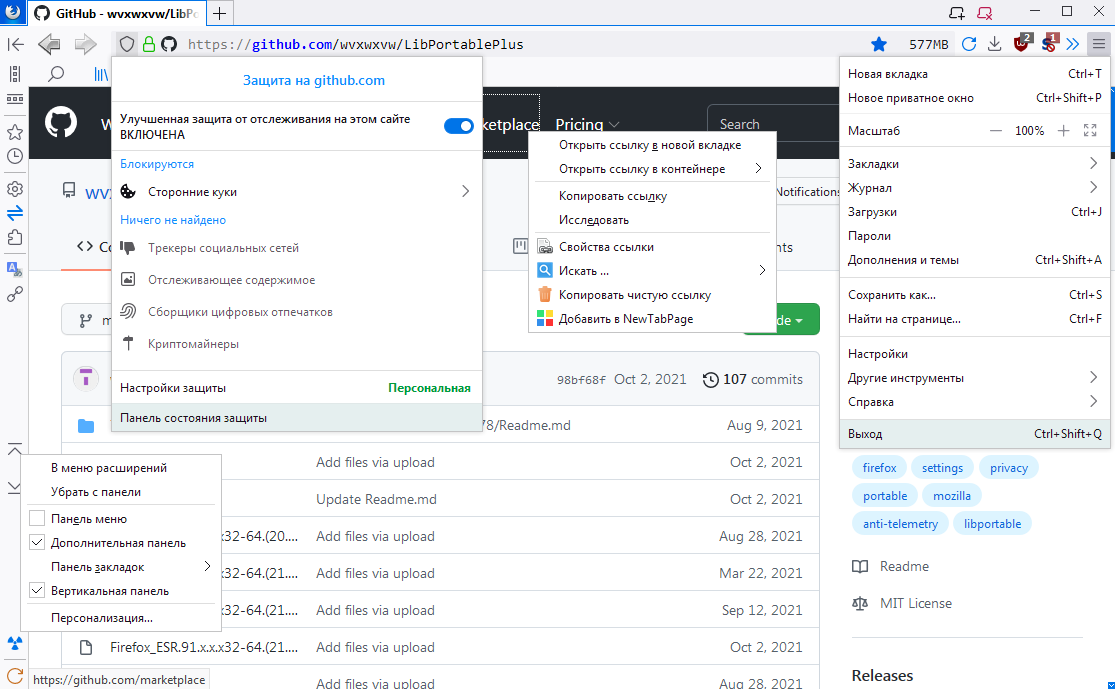 GitHub - wvxwxvw/LibPo
https://github.com/wvxwxvw/LibPortablePlus
577MB
2
1
Защита на github.com
Улучшенная защита от отслеживания на этом сайте
ВКЛЮЧЕНА
Блокируются
Сторонние куки
Ничего не найдено
Трекеры социальных сетей
Отслеживающее содержимое
Сборщики цифровых отпечатков
Криптомайнеры
Настройки защиты
Персональная
Панель состояния защиты
ketplace
Pricing
Search
Открыть ссылку в новой вкладке
Открыть ссылку в контейнере
Копировать ссылку
Исследовать
Свойства ссылки
Искать ...
Копировать чистую ссылку
Добавить в NewTabPage
Новая вкладка Ctrl+T
Новое приватное окно Ctrl+Shift+P
Масштаб 100%
Закладки
Журнал
Загрузки Ctrl+J
Пароли
Дополнения и темы Ctrl+Shift+A
Сохранить как... Ctrl+S
Найти на странице... Ctrl+F
Настройки
Другие инструменты
Справка
Выход Ctrl+Shift+Q
W
wvx
Notifications
Co
nts
m
de
98bf68f Oct 2, 2021 107 commits
78/Readme.md Aug 9, 2021
Add files via upload Oct 2, 2021
Update Readme.md Oct 2, 2021
x32-64.(20.... Add files via upload Aug 28, 2021
x32-64.(21.... Add files via upload Mar 22, 2021
x32-64.(21.... Add files via upload Sep 12, 2021
Firefox_ESR.91.x.x.x32-64.(21.... Add files via upload Oct 2, 2021
Add files via upload Aug 28, 2021
В меню расширений
Убрать с панели
Панель меню
Дополнительная панель
Панель закладок
Вертикальная панель
Персонализация...
https://github.com/marketplace
firefox settings privacy
portable mozilla
anti-telemetry libportable
Readme
MIT License
Releases